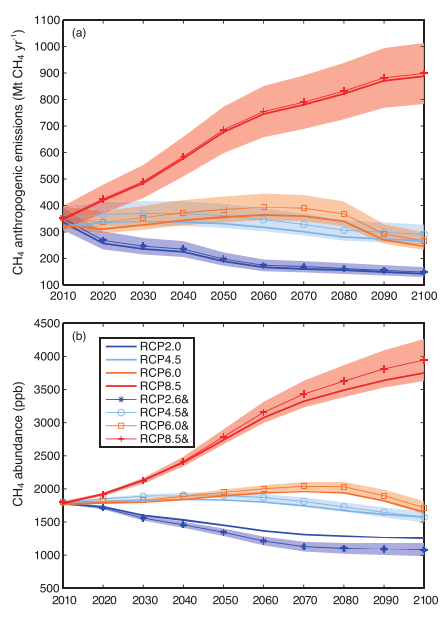 (a)
CH4 anthropogenic emissions (Mt CH4 yr-1)
1100
1000
900
800
700
600
500
400
300
200
100
2010 2020 2030 2040 2050 2060 2070 2080 2090 2100
(b)
CH4 abundance (ppb)
4500
4000
3500
3000
2500
2000
1500
1000
500
RCP2.0
RCP4.5
RCP6.0
RCP8.5
RCP2.6&
RCP4.5&
RCP6.0&
RCP8.5&
2010 2020 2030 2040 2050 2060 2070 2080 2090 2100